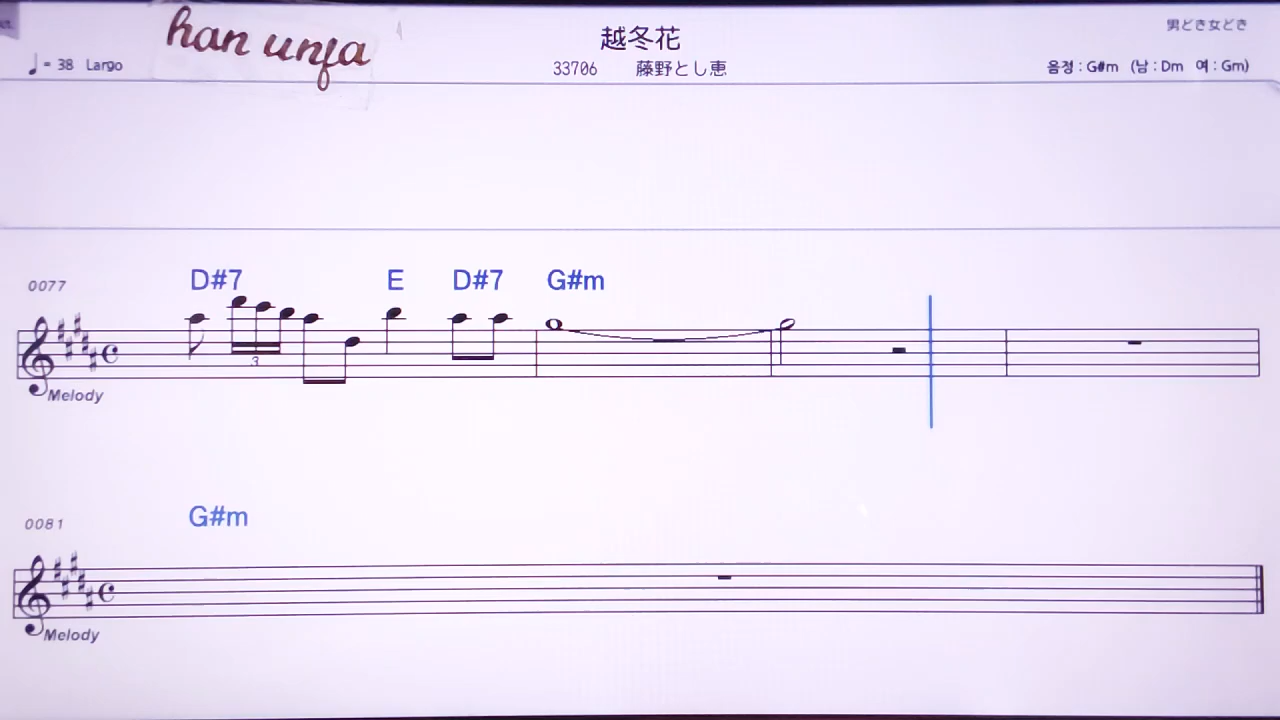 han unfa
越冬花
男どき女どき
♩= 38 Largo
33706 藤野とし恵
음정 : G#m (남 : Dm 여 : Gm)
0077
D#7 E D#7 G#m
3
Melody
0081
G#m
Melody